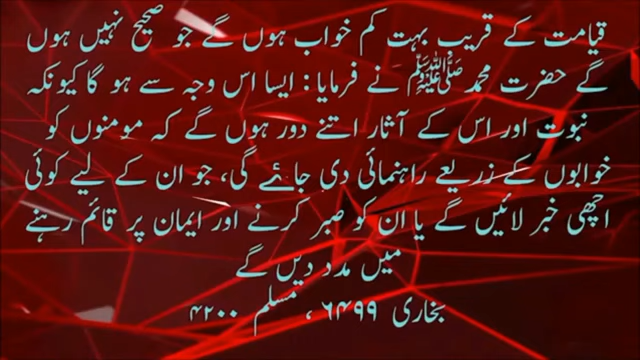 قیامت کے قریب بہت کم خواب ہوں گے جو صحیح نہیں ہوں
گے حضرت محمد ﷺ نے فرمایا: ایسا اس وجہ سے ہو گا کیونکہ
نبوت اور اس کے آثار اتنے دور ہوں گے کہ مومنوں کو
خوابوں کے زریعے راہنمائی دی جائے گی، جو ان کے لیے کوئی
اچھی خبر لائیں گے یا ان کو صبر کرنے اور ایمان پر قائم رہنے
میں مدد دیں گے
بخاری ۶۴۹۹ ، مسلم ۴۲۰۰